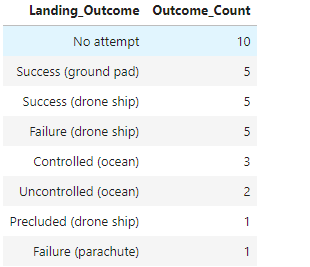 Landing_Outcome Outcome_Count
No attempt 10
Success (ground pad) 5
Success (drone ship) 5
Failure (drone ship) 5
Controlled (ocean) 3
Uncontrolled (ocean) 2
Precluded (drone ship) 1
Failure (parachute) 1